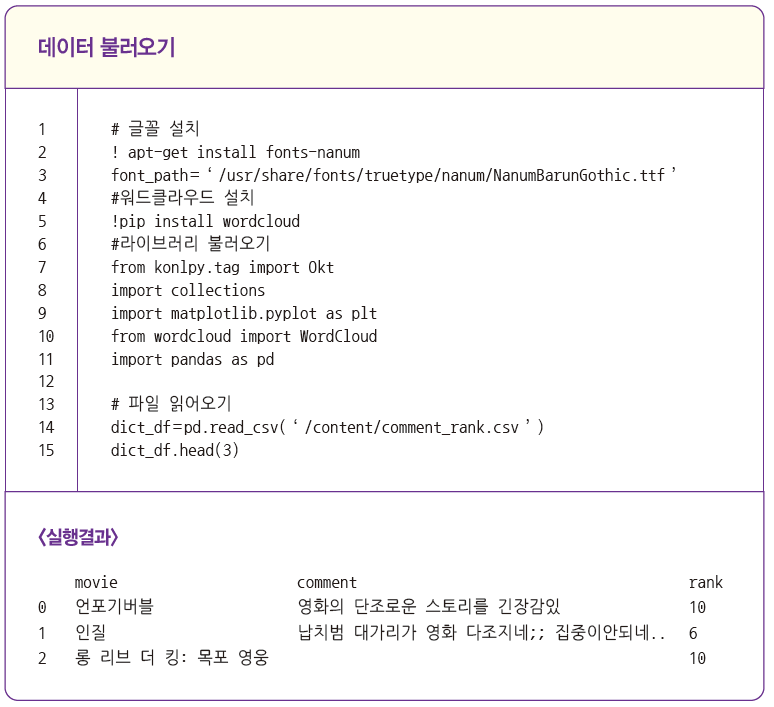 데이터 불러오기
1 # 글꼴 설치
2 ! apt-get install fonts-nanum
3 font_path=‘/usr/share/fonts/truetype/nanum/NanumBarunGothic.ttf’
4 #워드클라우드 설치
5 !pip install wordcloud
6 #라이브러리 불러오기
7 from konlpy.tag import Okt
8 import collections
9 import matplotlib.pyplot as plt
10 from wordcloud import WordCloud
11 import pandas as pd
12
13 # 파일 읽어오기
14 dict_df=pd.read_csv(‘/content/comment_rank.csv’)
15 dict_df.head(3)
〈실행결과〉
movie comment rank
0 언포기버블 영화의 단조로운 스토리를 긴장감있 10
1 인질 납치범 대가리가 영화 다조지네;; 집중이안되네.. 6
2 롱 리브 더 킹: 목포 영웅 10